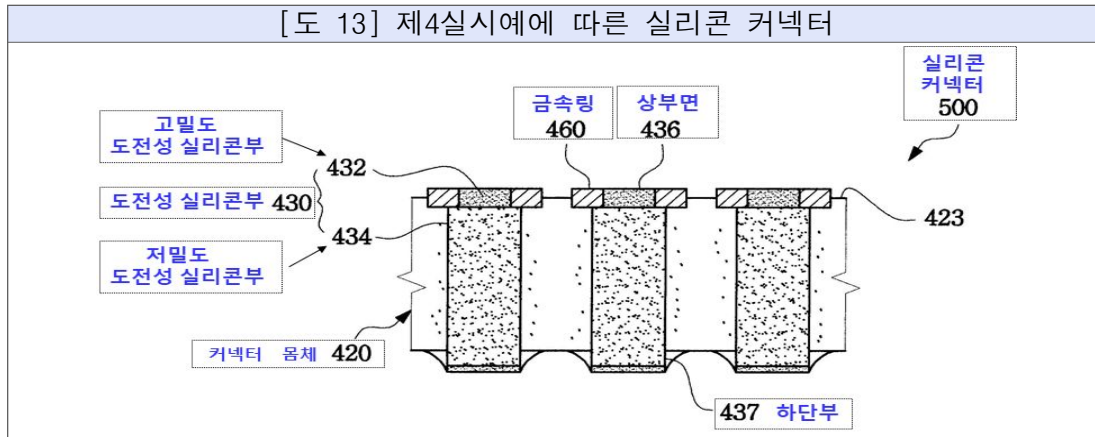 [도 13] 제4실시예에 따른 실리콘 커넥터
실리콘
커넥터
500
고밀도
도전성 실리콘부
금속링
460
상부면
436
432
도전성 실리콘부 430
423
434
저밀도
도전성 실리콘부
커넥터 몸체 420
437 하단부